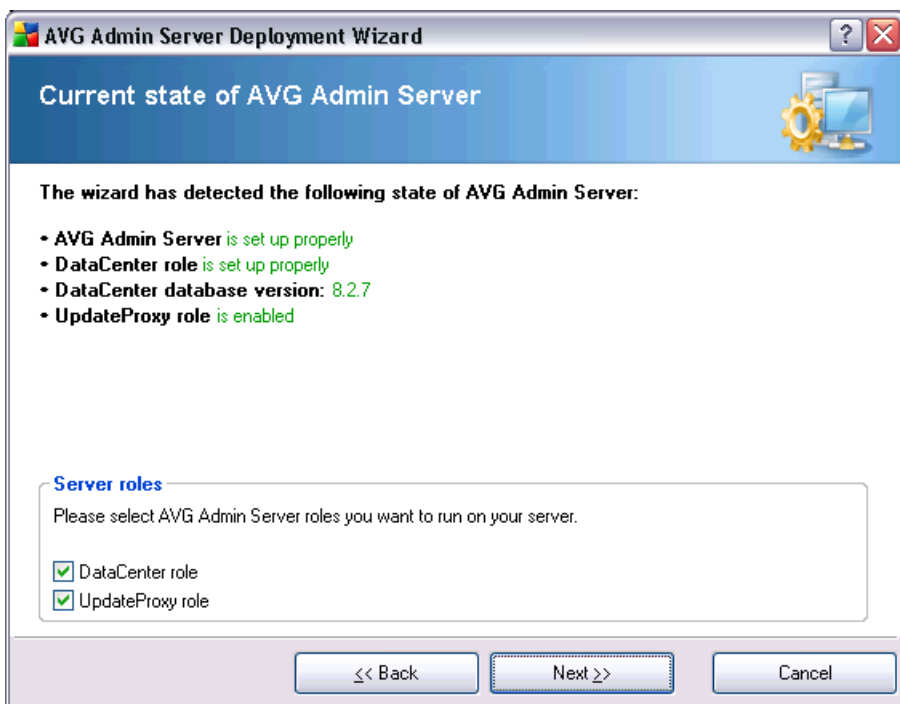 AVG Admin Server Deployment Wizard
?
Current state of AVG Admin Server
The wizard has detected the following state of AVG Admin Server:
• AVG Admin Server is set up properly
• DataCenter role is set up properly
• DataCenter database version: 8.2.7
• UpdateProxy role is enabled
Server roles
Please select AVG Admin Server roles you want to run on your server.
DataCenter role
UpdateProxy role
<< Back
Next >>
Cancel